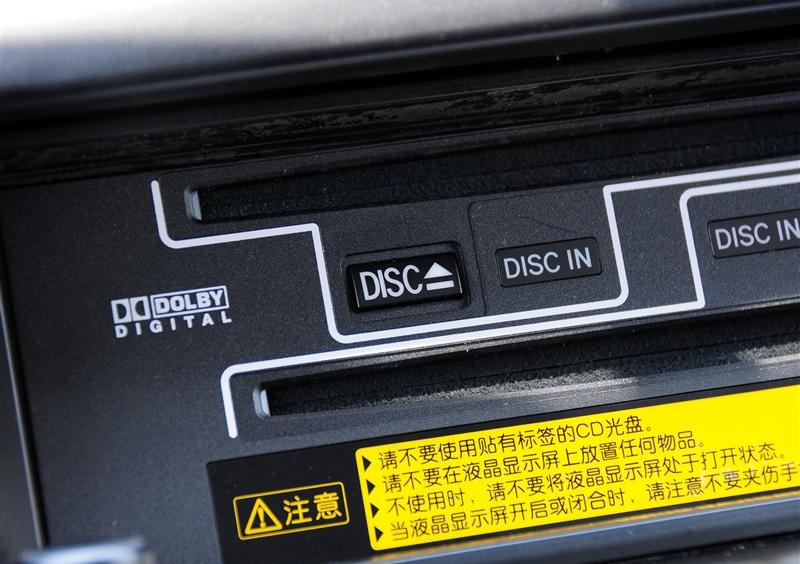 DISC
DISC IN
DISC IN
DOLBY
DIGITAL
请不要使用贴有标签的CD光盘。
请不要在液晶显示屏上放置任何物品。
不使用时，请不要将液晶显示屏处于打开状态。
当液晶显示屏开启或闭合时，请注意不要夹伤手
注意